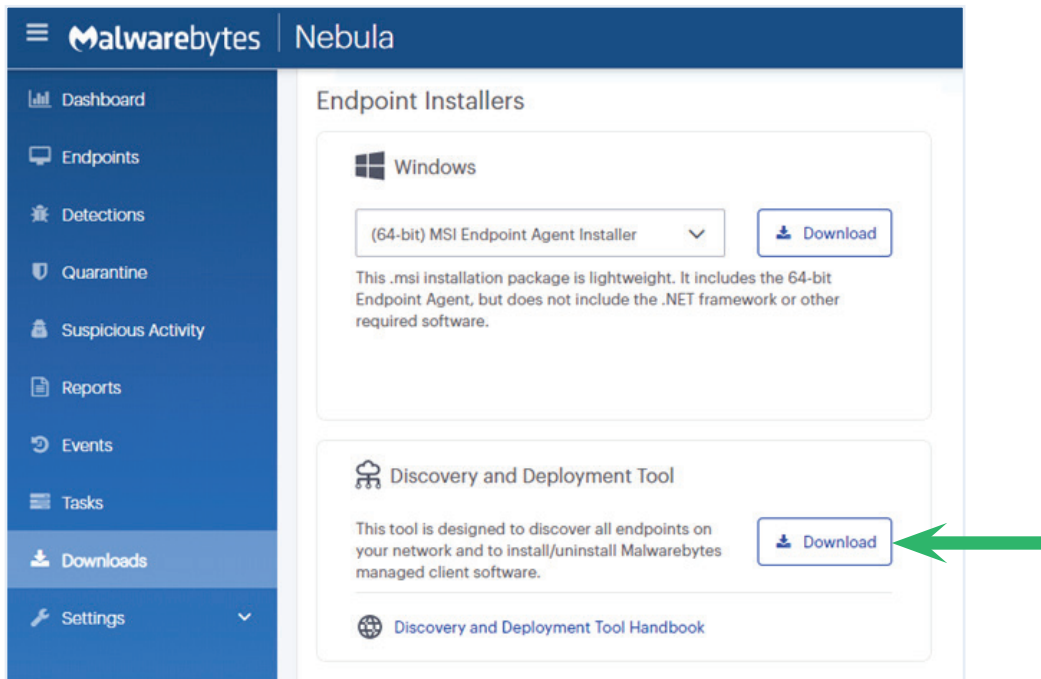 Malwarebytes Nebula
Dashboard
Endpoints
Detections
Quarantine
Suspicious Activity
Reports
Events
Tasks
Downloads
Settings
Endpoint Installers
Windows
(64-bit) MSI Endpoint Agent Installer
Download
This .msi installation package is lightweight. It includes the 64-bit
Endpoint Agent, but does not include the .NET framework or other
required software.
Discovery and Deployment Tool
This tool is designed to discover all endpoints on
your network and to install/uninstall Malwarebytes
managed client software.
Download
Discovery and Deployment Tool Handbook